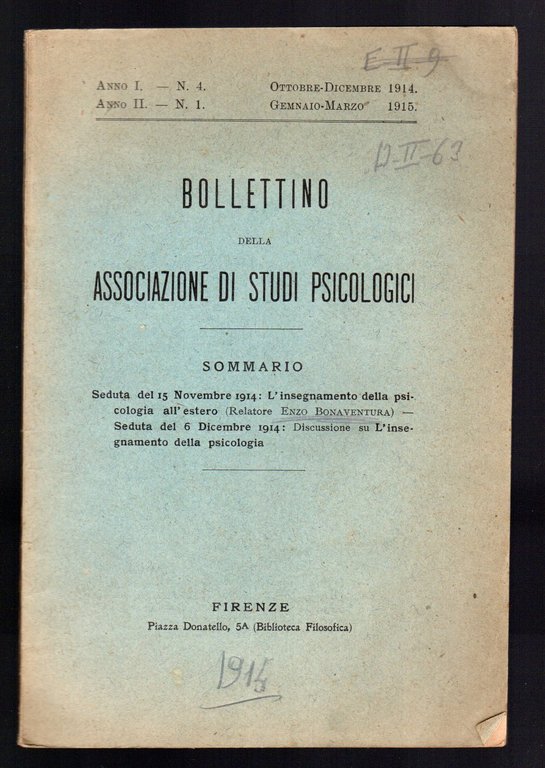 E II 9
ANNO I. — N. 4. OTTOBRE-DICEMBRE 1914.
ANNO II. — N. 1. GEMNAIO-MARZO 1915.
D-II-63
BOLLETTINO
DELLA
ASSOCIAZIONE DI STUDI PSICOLOGICI
SOMMARIO
Seduta del 15 Novembre 1914: L'insegnamento della psi-
cologia all'estero (Relatore ENZO BONAVENTURA) —
Seduta del 6 Dicembre 1914: Discussione su L'inse-
gnamento della psicologia
FIRENZE
Piazza Donatello, 5A (Biblioteca Filosofica)
1914